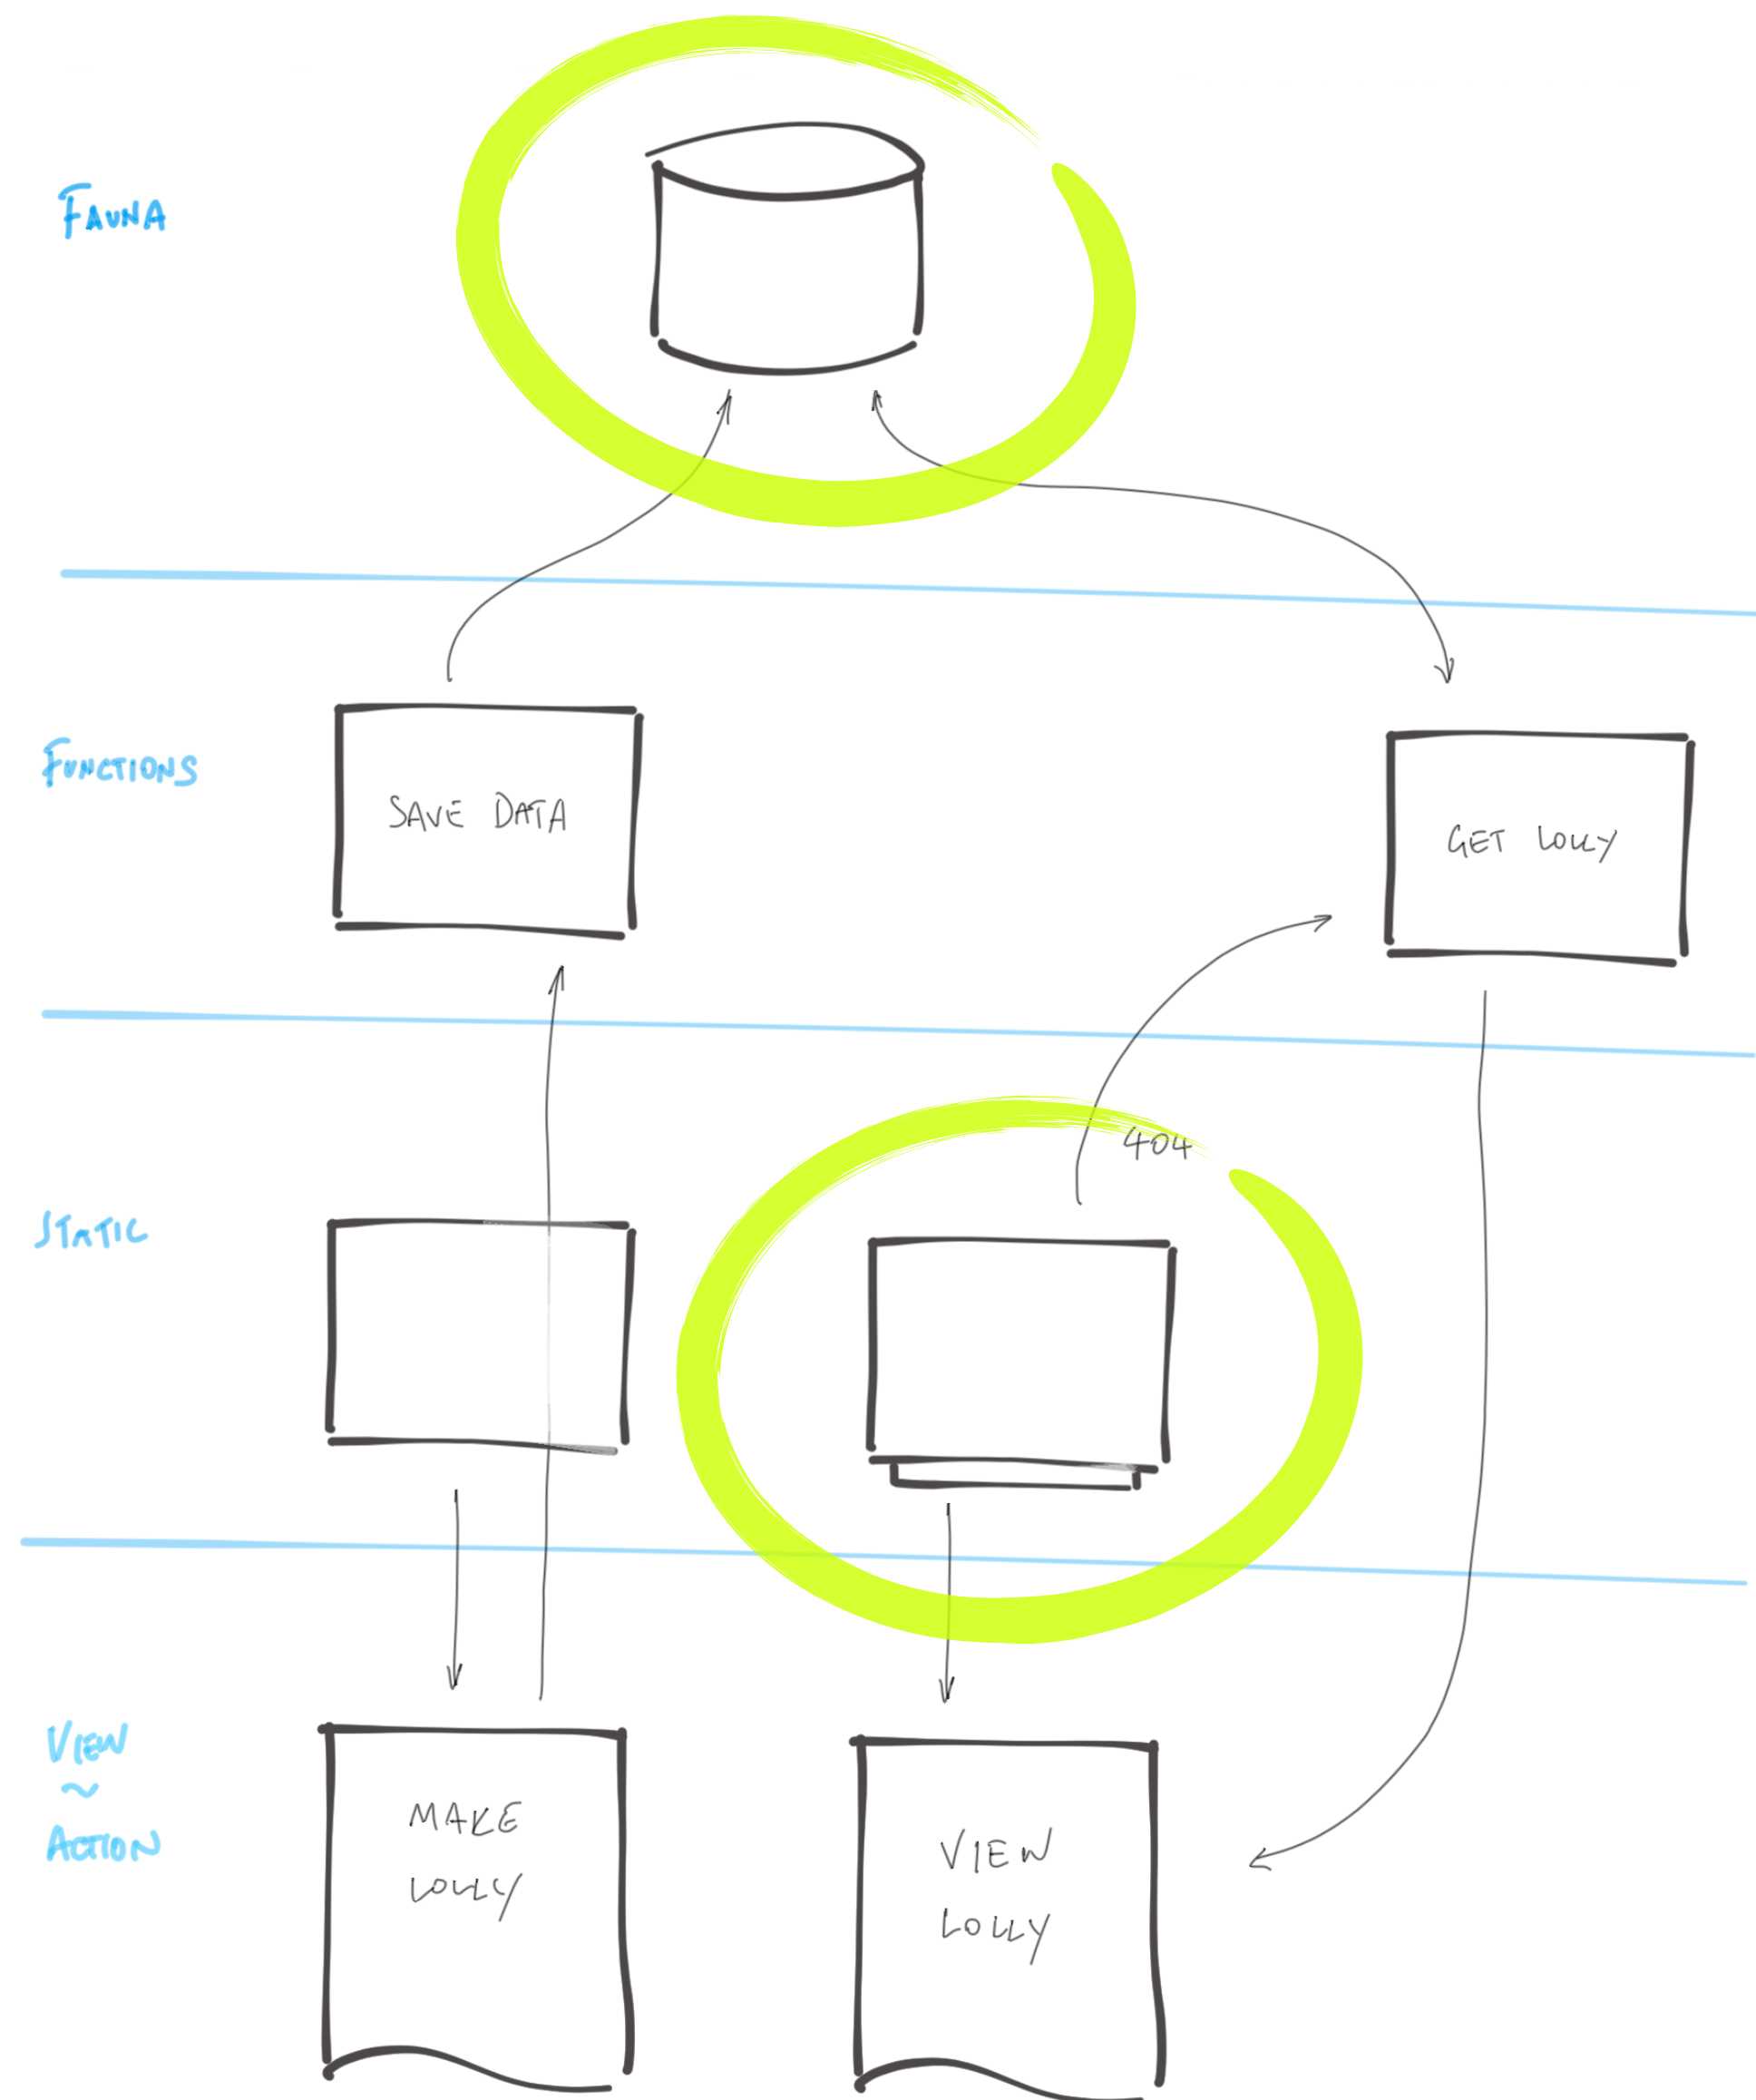 FAUNA
FUNCTIONS
SAVE DATA
GET LOLLY
404
STATIC
VIEW
~
ACTION
MAKE
LOLLY
VIEW
LOLLY